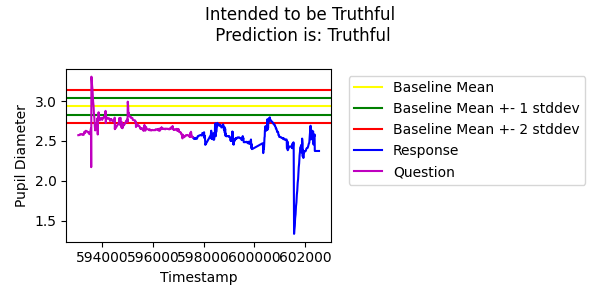 Intended to be Truthful
Prediction is: Truthful
Pupil Diameter
3.0
2.5
2.0
1.5
594000 596000 598000 600000 602000
Timestamp
Baseline Mean
Baseline Mean +- 1 stddev
Baseline Mean +- 2 stddev
Response
Question